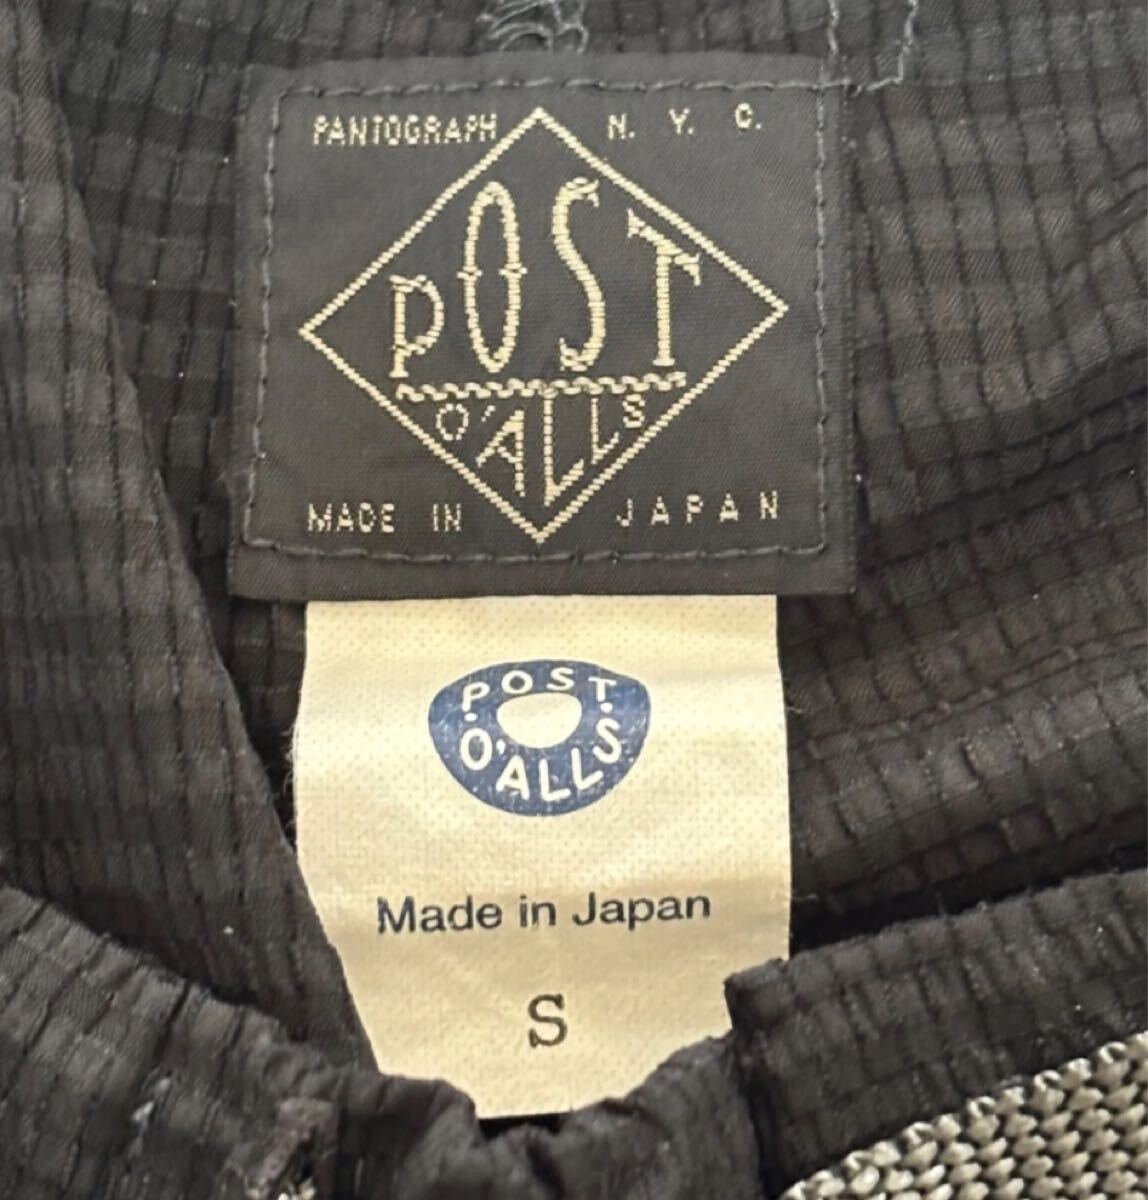 PANTOGRAPH N. Y. C.
POST
O'ALLS
MADE IN JAPAN
POST
O'ALLS
Made in Japan
S